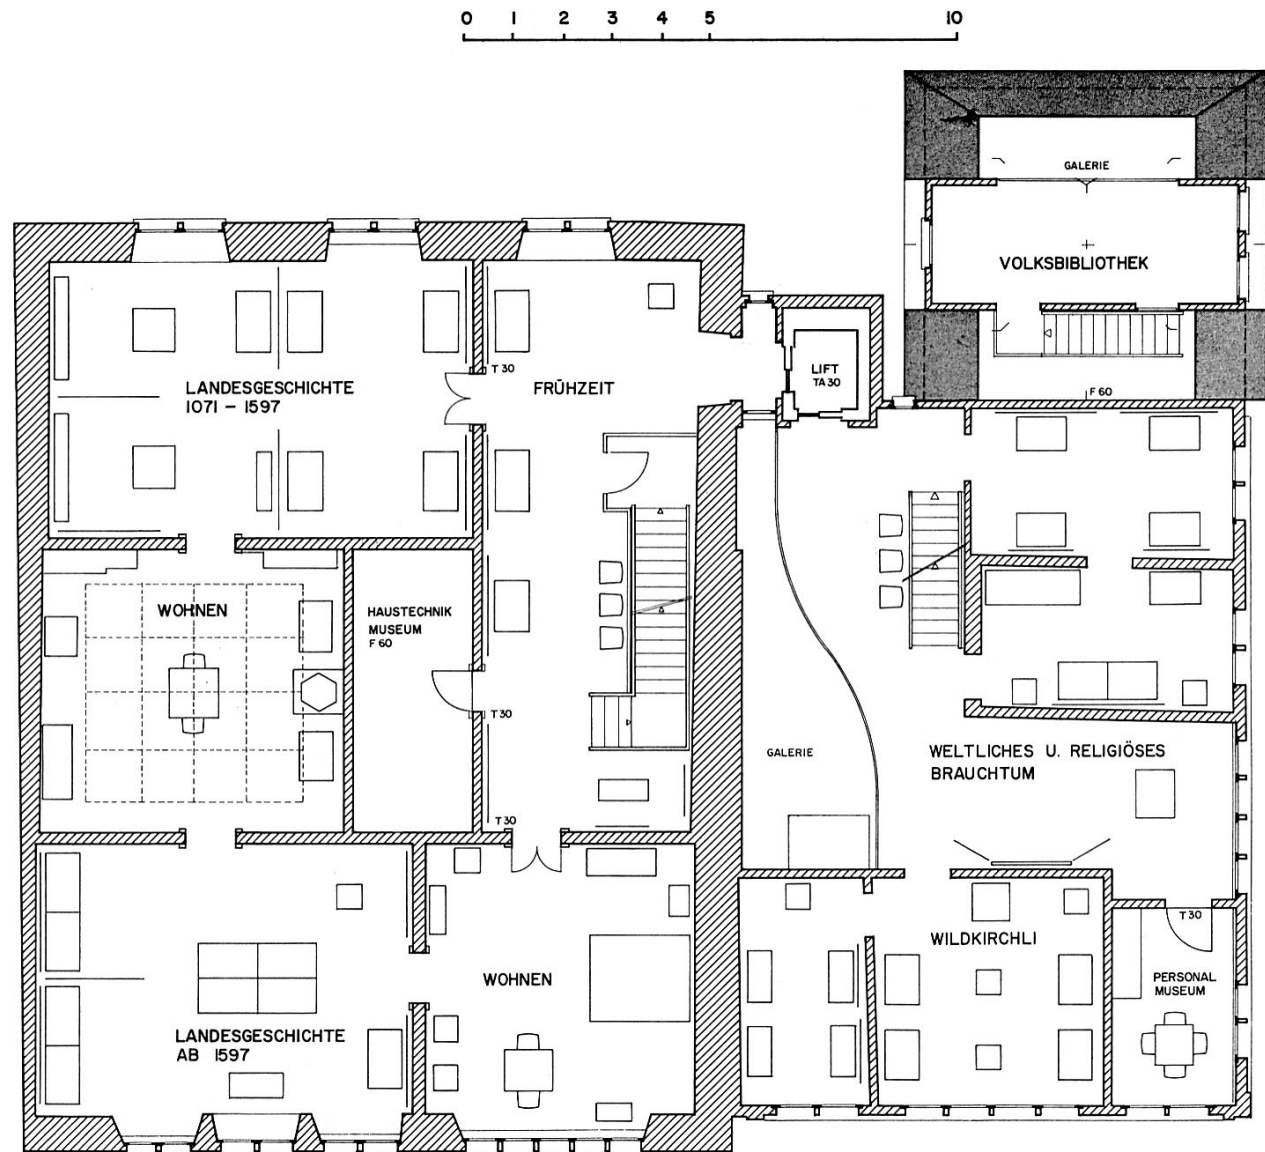 0 1 2 3 4 5 10
GALERIE
VOLKSBIBLIOTHEK
F 60
LIFT
TA 30
T 30
LANDESGESCHICHTE
1071 – 1597
FRÜHZEIT
WOHNEN
HAUSTECHNIK
MUSEUM
F 60
T 30
GALERIE
WELTLICHES U. RELIGIÖSES
BRAUCHTUM
T 30
T 30
WILDKIRCHLI
PERSONAL
MUSEUM
WOHNEN
LANDESGESCHICHTE
AB 1597